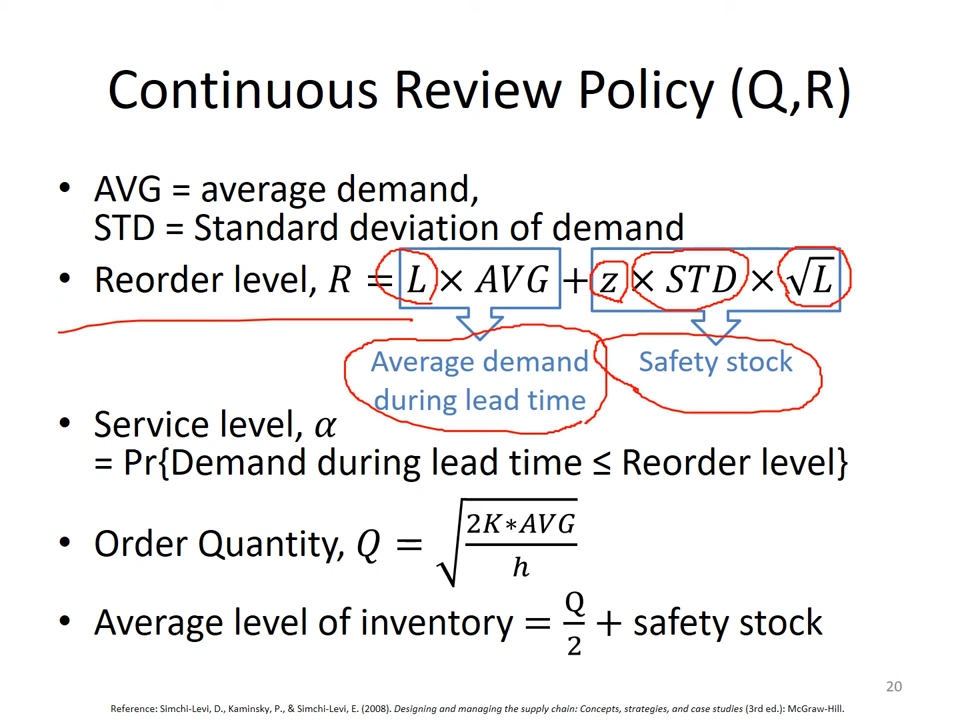 Continuous Review Policy (Q,R)
• AVG = average demand,
STD = Standard deviation of demand
• Reorder level, R = L × AVG + z × STD × √L
Average demand during lead time
Safety stock
• Service level, α
= Pr{Demand during lead time ≤ Reorder level}
• Order Quantity, Q = √(2K∗AVG/h)
• Average level of inventory = Q/2 + safety stock
20
Reference: Simchi-Levi, D., Kaminsky, P., & Simchi-Levi, E. (2008). Designing and managing the supply chain: Concepts, strategies, and case studies (3rd ed.): McGraw-Hill.